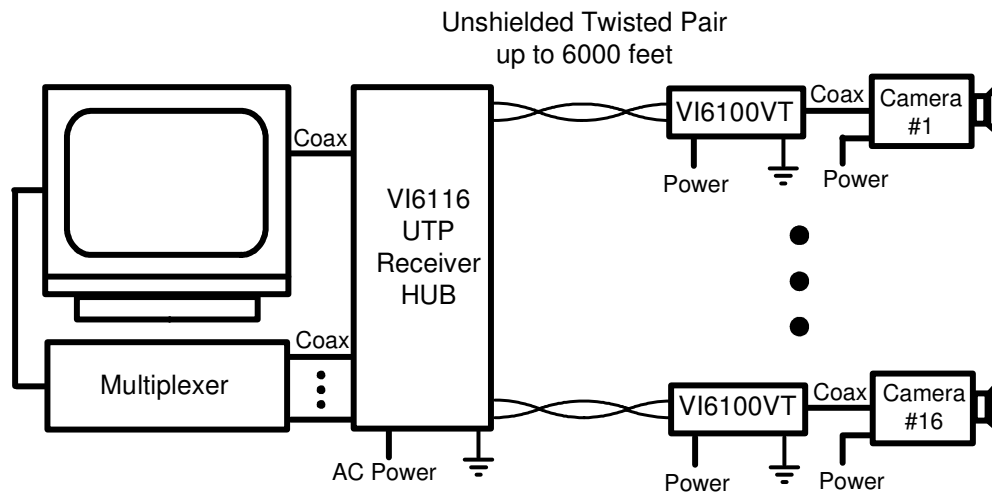 Unshielded Twisted Pair
up to 6000 feet
Coax
VI6116
UTP
Receiver
HUB
VI6100VT
Coax
Camera
#1
Power
Power
Coax
Multiplexer
AC Power
VI6100VT
Coax
Camera
#16
Power
Power